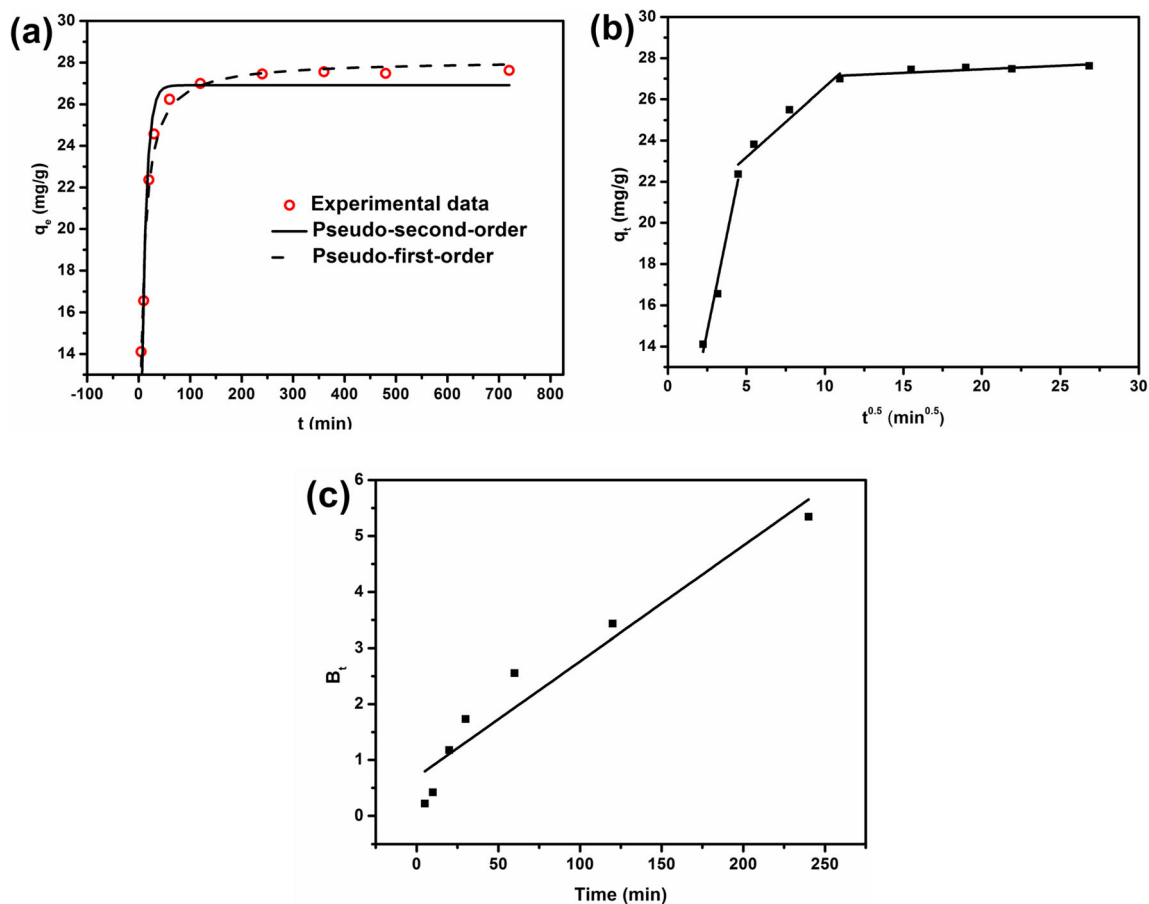 (a)
30
28
26
24
22
20
18
16
14
qe (mg/g)
Experimental data
Pseudo-second-order
Pseudo-first-order
-100 0 100 200 300 400 500 600 700 800
t (min)
(b)
30
28
26
24
22
20
18
16
14
qt (mg/g)
0 5 10 15 20 25 30
t0.5 (min0.5)
(c)
6
5
4
3
2
1
0
Bt
0 50 100 150 200 250
Time (min)